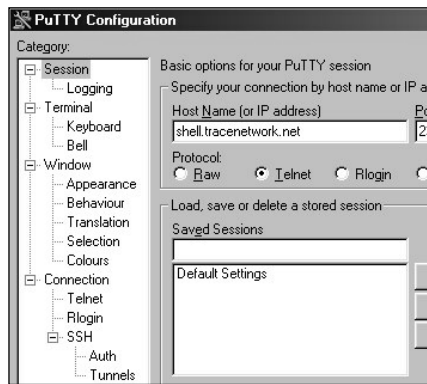 PuTTY Configuration
Category:
Session
Logging
Terminal
Keyboard
Bell
Window
Appearance
Behaviour
Translation
Selection
Colours
Connection
Telnet
Rlogin
SSH
Auth
Tunnels
Basic options for your PuTTY session
Specify your connection by host name or IP a
Host Name (or IP address)
shell.tracenetwork.net
Protocol:
Raw
Telnet
Rlogin
Load, save or delete a stored session
Saved Sessions
Default Settings